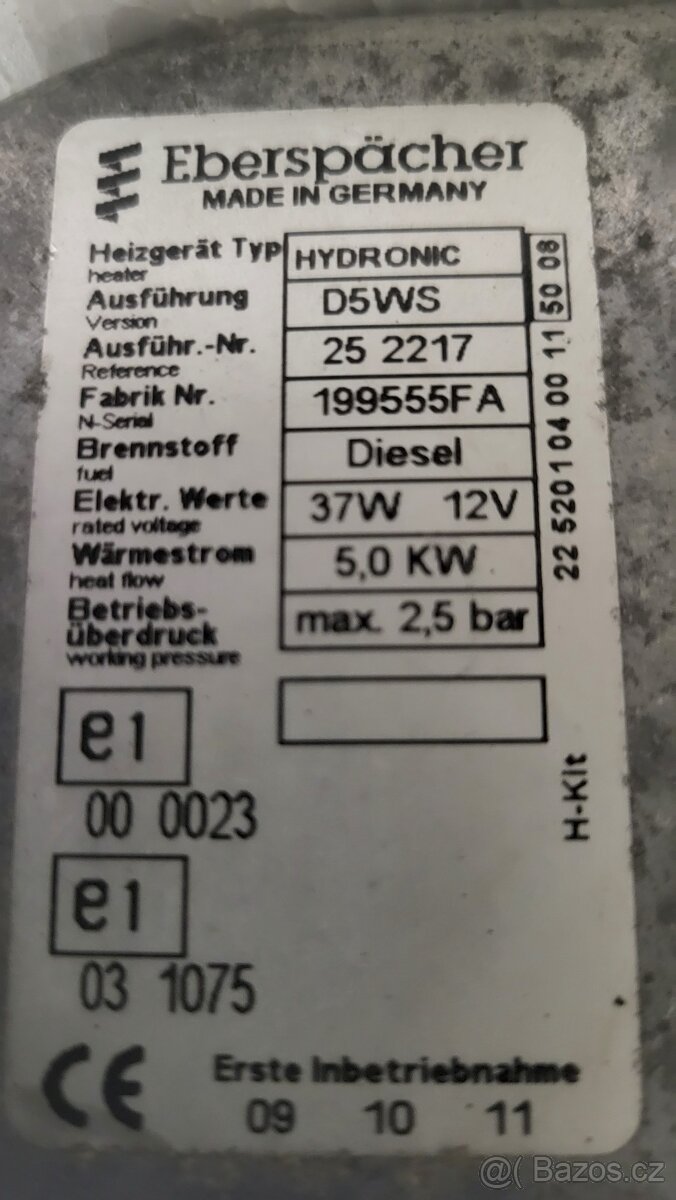 Eberspächer
MADE IN GERMANY
Heizgerät Typ HYDRONIC
heater
Ausführung D5WS
Version
Ausführ.-Nr. 25 2217
Reference
Fabrik Nr. 199555FA
N-Serial
Brennstoff Diesel
fuel
Elektr. Werte 37W 12V
rated voltage
Wärmestrom 5,0 KW
heat flow
Betriebs-
überdruck max. 2,5 bar
working pressure
22 5201 04 00 11 50 08
H-Kit
e1
00 0023
e1
03 1075
CE
Erste Inbetriebnahme
09 10 11
@( Bazos.cz